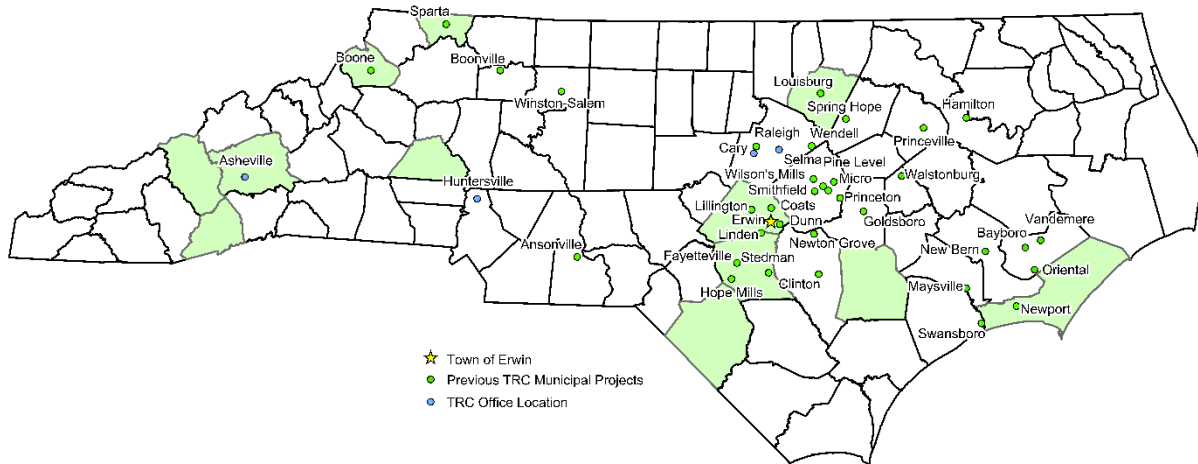 Sparta
Boone
Boonville
Winston-Salem
Louisburg
Spring Hope
Hamilton
Raleigh
Wendell
Princeville
Cary
Asheville
Selma
Pine Level
Wilson's Mills
Micro
Walstonburg
Huntersville
Smithfield
Princeton
Lillington
Coats
Goldsboro
Erwin
Dunn
Vandemere
Linden
Newton Grove
Bayboro
New Bern
Ansonville
Fayetteville
Stedman
Oriental
Hope Mills
Clinton
Maysville
Newport
Swansboro
Town of Erwin
Previous TRC Municipal Projects
TRC Office Location